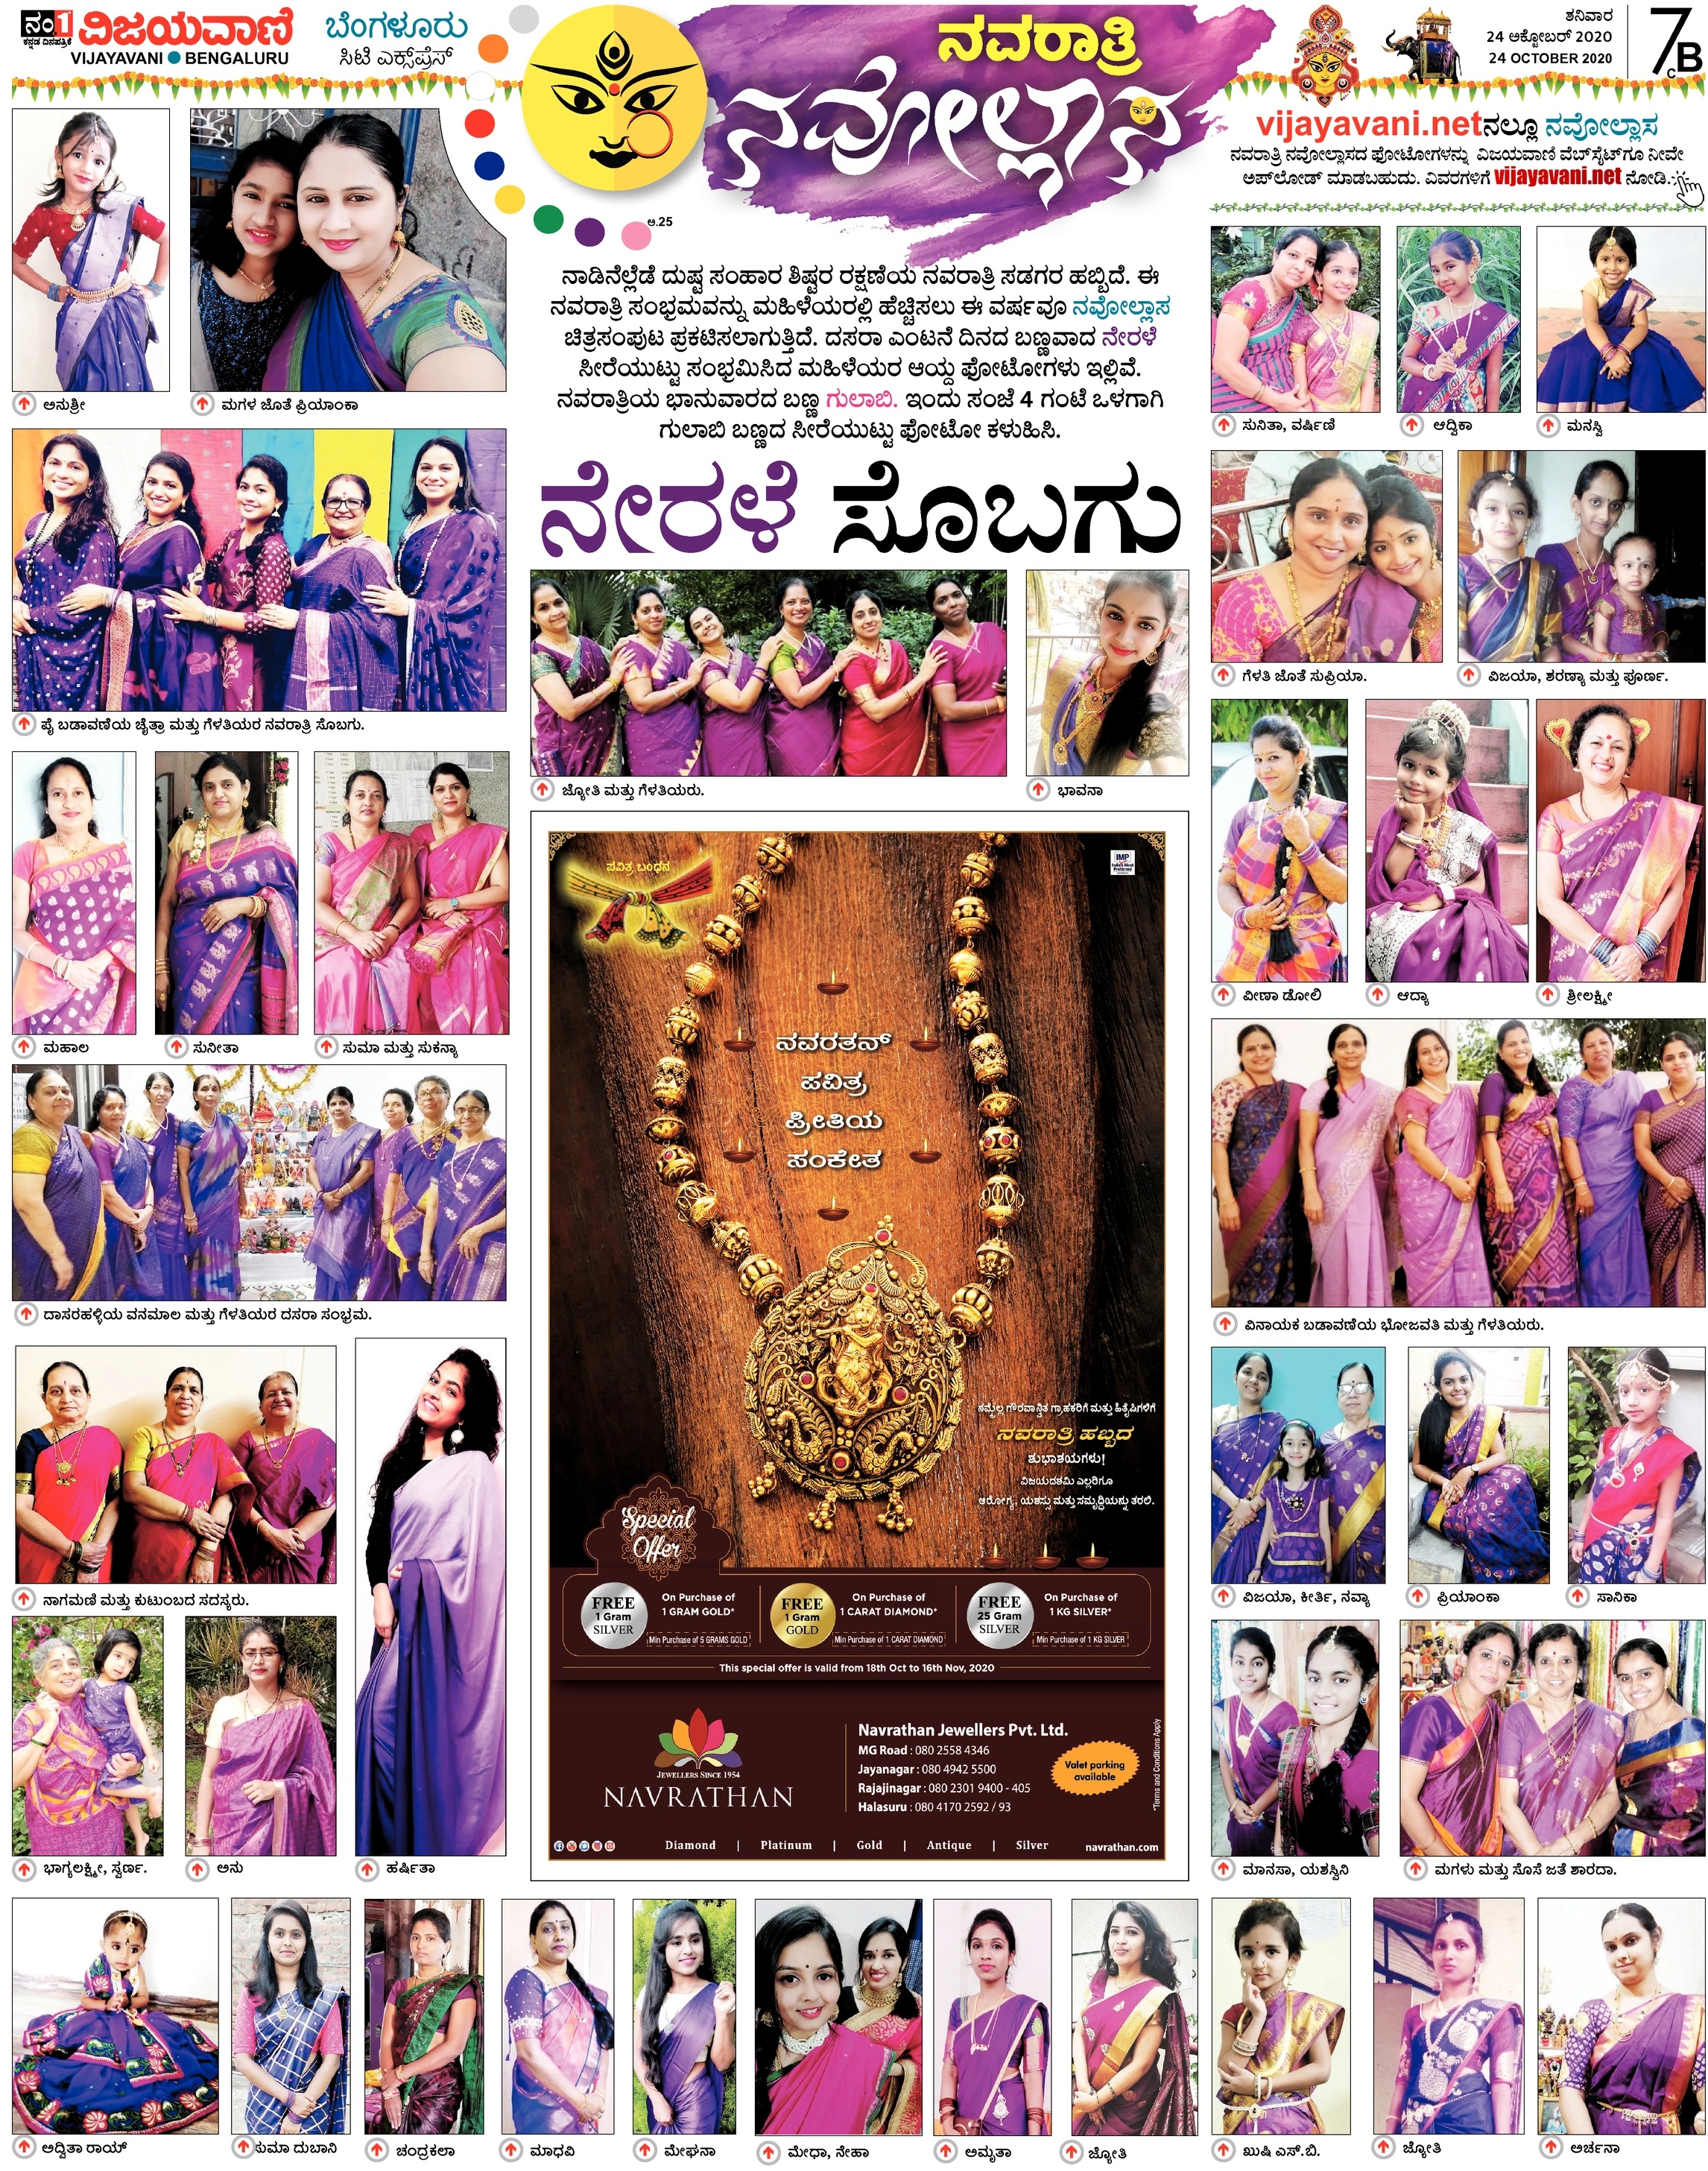 ನಂ1
ಕನ್ನಡ ದಿನಪತ್ರಿಕೆ
ವಿಜಯವಾಣಿ
VIJAYAVANI ● BENGALURU
ಬೆಂಗಳೂರು
ಸಿಟಿ ಎಕ್ಸ್‌ಪ್ರೆಸ್
ನವರಾತ್ರಿ
ನವೋಲ್ಲಾಸ
ಅ.25
ಶನಿವಾರ
24 ಅಕ್ಟೋಬರ್ 2020
24 OCTOBER 2020
7B
C
vijayavani.netನಲ್ಲೂ ನವೋಲ್ಲಾಸ
ನವರಾತ್ರಿ ನವೋಲ್ಲಾಸದ ಫೋಟೋಗಳನ್ನು ವಿಜಯವಾಣಿ ವೆಬ್‌ಸೈಟ್‌ಗೂ ನೀವೇ
ಅಪ್‌ಲೋಡ್ ಮಾಡಬಹುದು. ವಿವರಗಳಿಗೆ vijayavani.net ನೋಡಿ.
ನಾಡಿನೆಲ್ಲೆಡೆ ದುಷ್ಟ ಸಂಹಾರ ಶಿಷ್ಟರ ರಕ್ಷಣೆಯ ನವರಾತ್ರಿ ಸಡಗರ ಹಬ್ಬಿದೆ. ಈ
ನವರಾತ್ರಿ ಸಂಭ್ರಮವನ್ನು ಮಹಿಳೆಯರಲ್ಲಿ ಹೆಚ್ಚಿಸಲು ಈ ವರ್ಷವೂ ನವೋಲ್ಲಾಸ
ಚಿತ್ರಸಂಪುಟ ಪ್ರಕಟಿಸಲಾಗುತ್ತಿದೆ. ದಸರಾ ಎಂಟನೆ ದಿನದ ಬಣ್ಣವಾದ ನೇರಳೆ
ಸೀರೆಯುಟ್ಟು ಸಂಭ್ರಮಿಸಿದ ಮಹಿಳೆಯರ ಆಯ್ದ ಫೋಟೋಗಳು ಇಲ್ಲಿವೆ.
ನವರಾತ್ರಿಯ ಭಾನುವಾರದ ಬಣ್ಣ ಗುಲಾಬಿ. ಇಂದು ಸಂಜೆ 4 ಗಂಟೆ ಒಳಗಾಗಿ
ಗುಲಾಬಿ ಬಣ್ಣದ ಸೀರೆಯುಟ್ಟು ಫೋಟೋ ಕಳುಹಿಸಿ.
ನೇರಳೆ ಸೊಬಗು
ಅನುಶ್ರೀ
ಮಗಳ ಜೊತೆ ಪ್ರಿಯಾಂಕಾ
ಪೈ ಬಡಾವಣೆಯ ಚೈತ್ರಾ ಮತ್ತು ಗೆಳತಿಯರ ನವರಾತ್ರಿ ಸೊಬಗು.
ಮಹಾಲ
ಸುನೀತಾ
ಸುಮಾ ಮತ್ತು ಸುಕನ್ಯಾ
ದಾಸರಹಳ್ಳಿಯ ವನಮಾಲ ಮತ್ತು ಗೆಳತಿಯರ ದಸರಾ ಸಂಭ್ರಮ.
ನಾಗಮಣಿ ಮತ್ತು ಕುಟುಂಬದ ಸದಸ್ಯರು.
ಭಾಗ್ಯಲಕ್ಷ್ಮೀ, ಸ್ವರ್ಣ.
ಅನು
ಹರ್ಷಿತಾ
ಜ್ಯೋತಿ ಮತ್ತು ಗೆಳತಿಯರು.
ಭಾವನಾ
ಪವಿತ್ರ ಬಂಧನ
IMP
India's Most
Preferred
ನವರತನ್
ಪವಿತ್ರ
ಪ್ರೀತಿಯ
ಸಂಕೇತ
ನಮ್ಮೆಲ್ಲ ಗೌರವಾನ್ವಿತ ಗ್ರಾಹಕರಿಗೆ ಮತ್ತು ಹಿತೈಷಿಗಳಿಗೆ
ನವರಾತ್ರಿ ಹಬ್ಬದ
ಶುಭಾಶಯಗಳು!
ವಿಜಯದಶಮಿ ಎಲ್ಲರಿಗೂ
ಆರೋಗ್ಯ, ಯಶಸ್ಸು ಮತ್ತು ಸಮೃದ್ಧಿಯನ್ನು ತರಲಿ.
Special
Offer
FREE
1 Gram
SILVER
On Purchase of
1 GRAM GOLD*
Min Purchase of 5 GRAMS GOLD
FREE
1 Gram
GOLD
On Purchase of
1 CARAT DIAMOND*
Min Purchase of 1 CARAT DIAMOND
FREE
25 Gram
SILVER
On Purchase of
1 KG SILVER*
Min Purchase of 1 KG SILVER
This special offer is valid from 18th Oct to 16th Nov, 2020
JEWELLERS SINCE 1954
NAVRATHAN
Navrathan Jewellers Pvt. Ltd.
MG Road : 080 2558 4346
Jayanagar : 080 4942 5500
Rajajinagar : 080 2301 9400 - 405
Halasuru : 080 4170 2592 / 93
Valet parking
available
*Terms and Conditions Apply
Diamond | Platinum | Gold | Antique | Silver
navrathan.com
ಸುನಿತಾ, ವರ್ಷಿಣಿ
ಆದ್ವಿಕಾ
ಮನಸ್ವಿ
ಗೆಳತಿ ಜೊತೆ ಸುಪ್ರಿಯಾ.
ವಿಜಯಾ, ಶರಣ್ಯಾ ಮತ್ತು ಪೂರ್ಣ.
ವೀಣಾ ಡೋಲಿ
ಆದ್ಯಾ
ಶ್ರೀಲಕ್ಷ್ಮೀ
ವಿನಾಯಕ ಬಡಾವಣೆಯ ಭೋಜವತಿ ಮತ್ತು ಗೆಳತಿಯರು.
ವಿಜಯಾ, ಕೀರ್ತಿ, ನವ್ಯಾ
ಪ್ರಿಯಾಂಕಾ
ಸಾನಿಕಾ
ಮಾನಸಾ, ಯಶಸ್ವಿನಿ
ಮಗಳು ಮತ್ತು ಸೊಸೆ ಜತೆ ಶಾರದಾ.
ಅದ್ವಿತಾ ರಾಯ್
ಸುಮಾ ದುಬಾನಿ
ಚಂದ್ರಕಲಾ
ಮಾಧವಿ
ಮೇಘನಾ
ಮೇಧಾ, ನೇಹಾ
ಅಮೃತಾ
ಜ್ಯೋತಿ
ಖುಷಿ ಎಸ್.ಬಿ.
ಜ್ಯೋತಿ
ಅರ್ಚನಾ